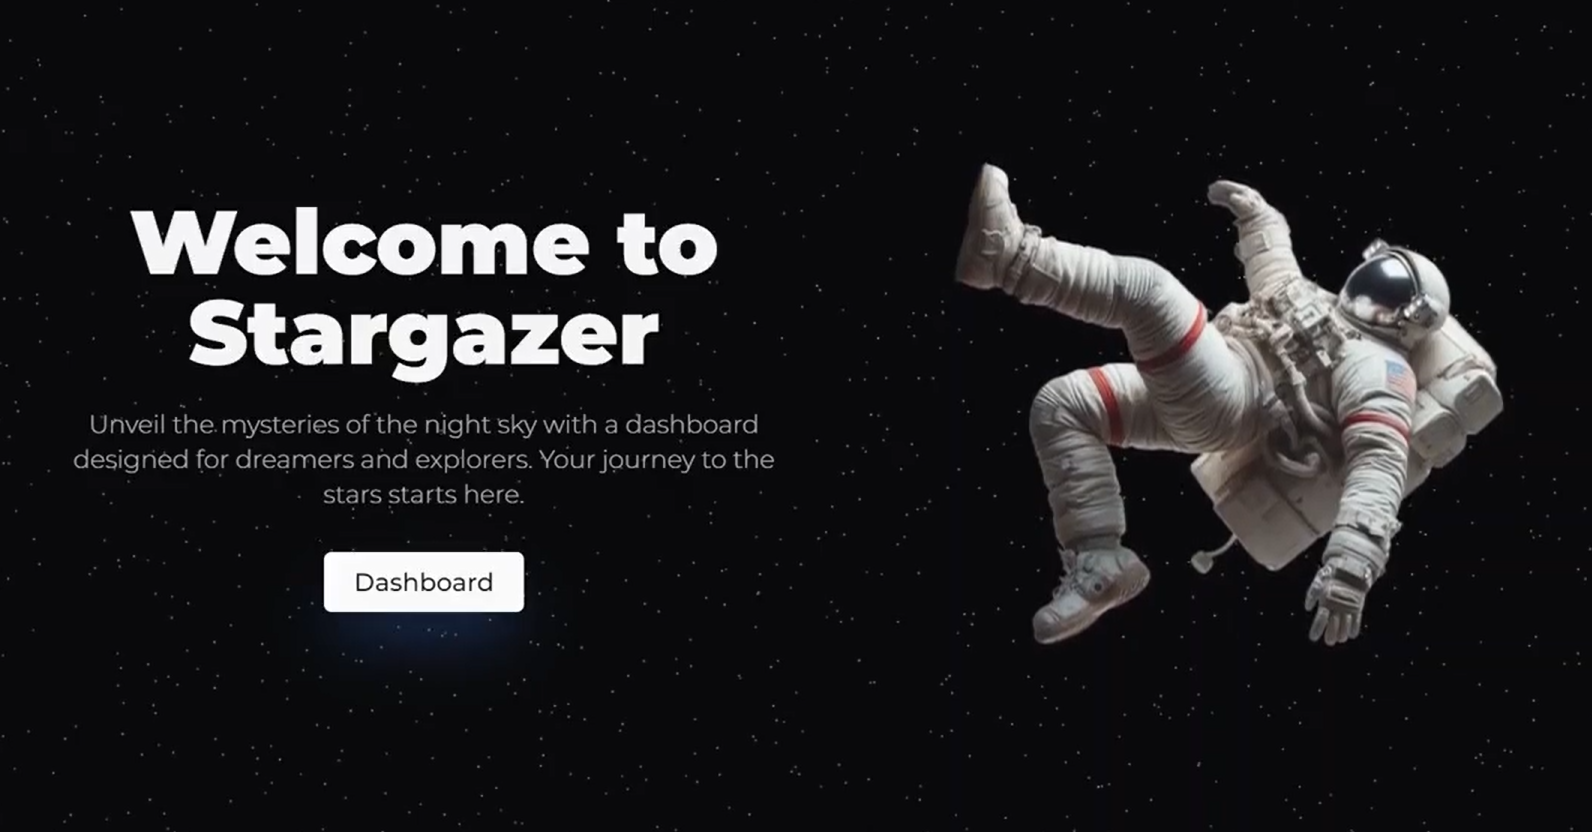 Welcome to
Stargazer
Unveil the mysteries of the night sky with a dashboard
designed for dreamers and explorers. Your journey to the
stars starts here.
Dashboard